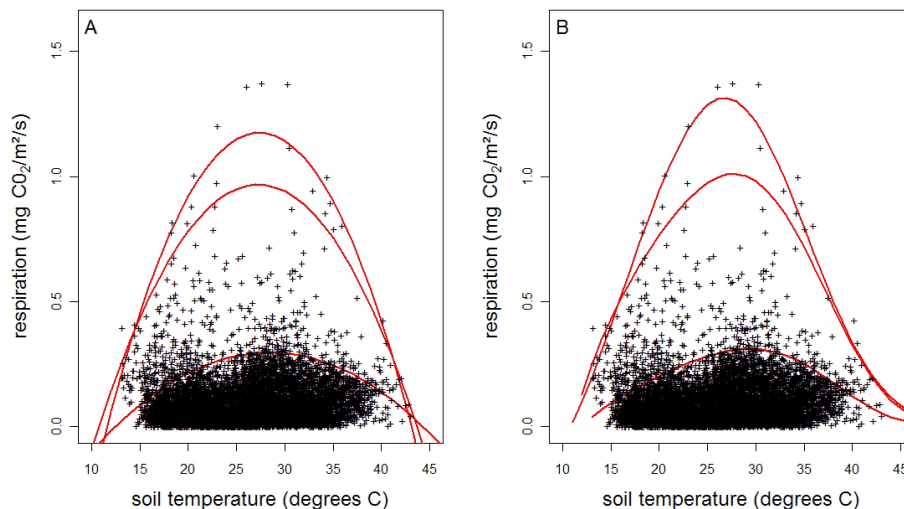 A
respiration (mg C0₂/m²/s)
1.5
1.0
0.5
0.0
10 15 20 25 30 35 40 45
soil temperature (degrees C)
B
respiration (mg C0₂/m²/s)
1.5
1.0
0.5
0.0
10 15 20 25 30 35 40 45
soil temperature (degrees C)